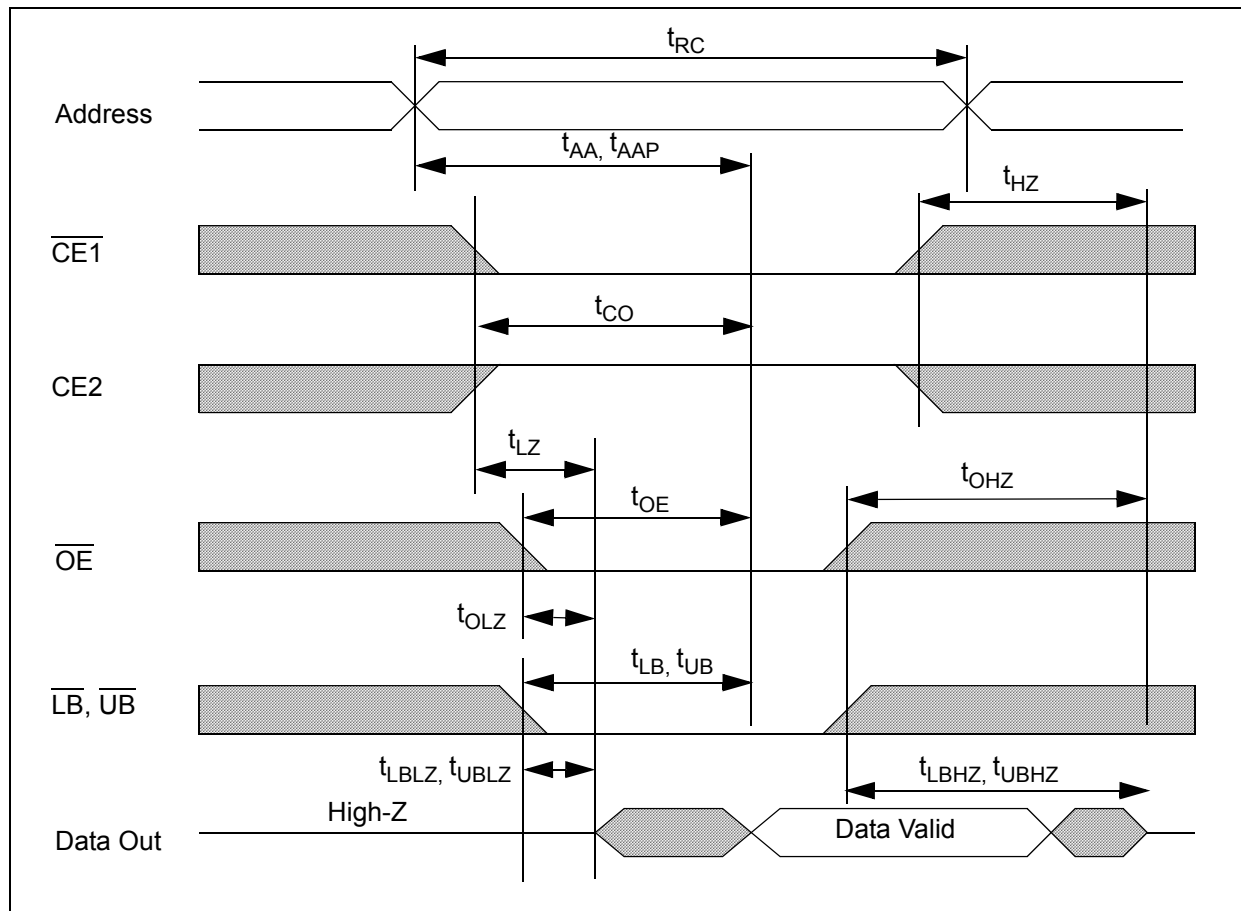 tRC
Address
tAA, tAAP
tHZ
CE1
tCO
CE2
tLZ
tOHZ
tOE
OE
tOLZ
tLB, tUB
LB, UB
tLBLZ, tUBLZ
tLBHZ, tUBHZ
High-Z
Data Valid
Data Out